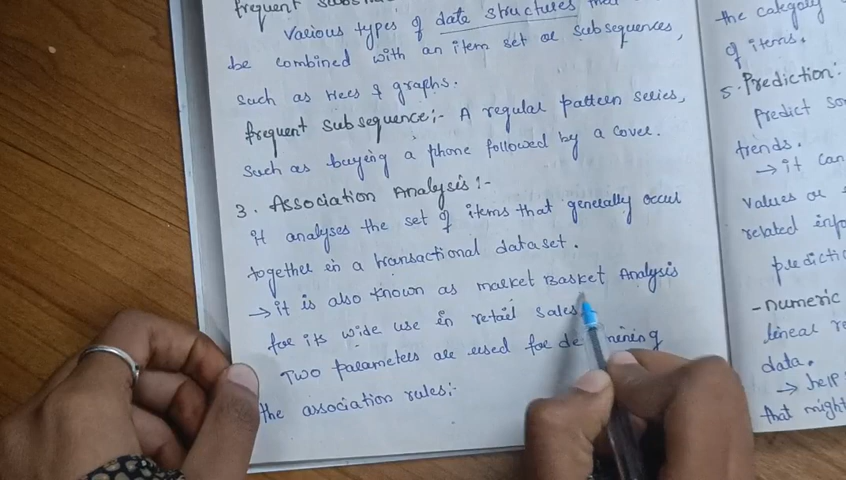 frequent
Various types of date structures
be combined with an item set or subsequences,
such as trees & graphs.
frequent subsequence:- A regular pattern series,
such as buying a phone followed by a cover.
3. Association Analysis :-
it analyses the set of items that generally occur
together in a transactional dataset.
→ it is also known as market Basket Analysis
for its wide use in retail sales
Two parameters are used for
the association rules:-
the category
of items.
5. Prediction:
predict
trends.
→ it can
values or
related
- numeric
lineal
data.
→ help
that might